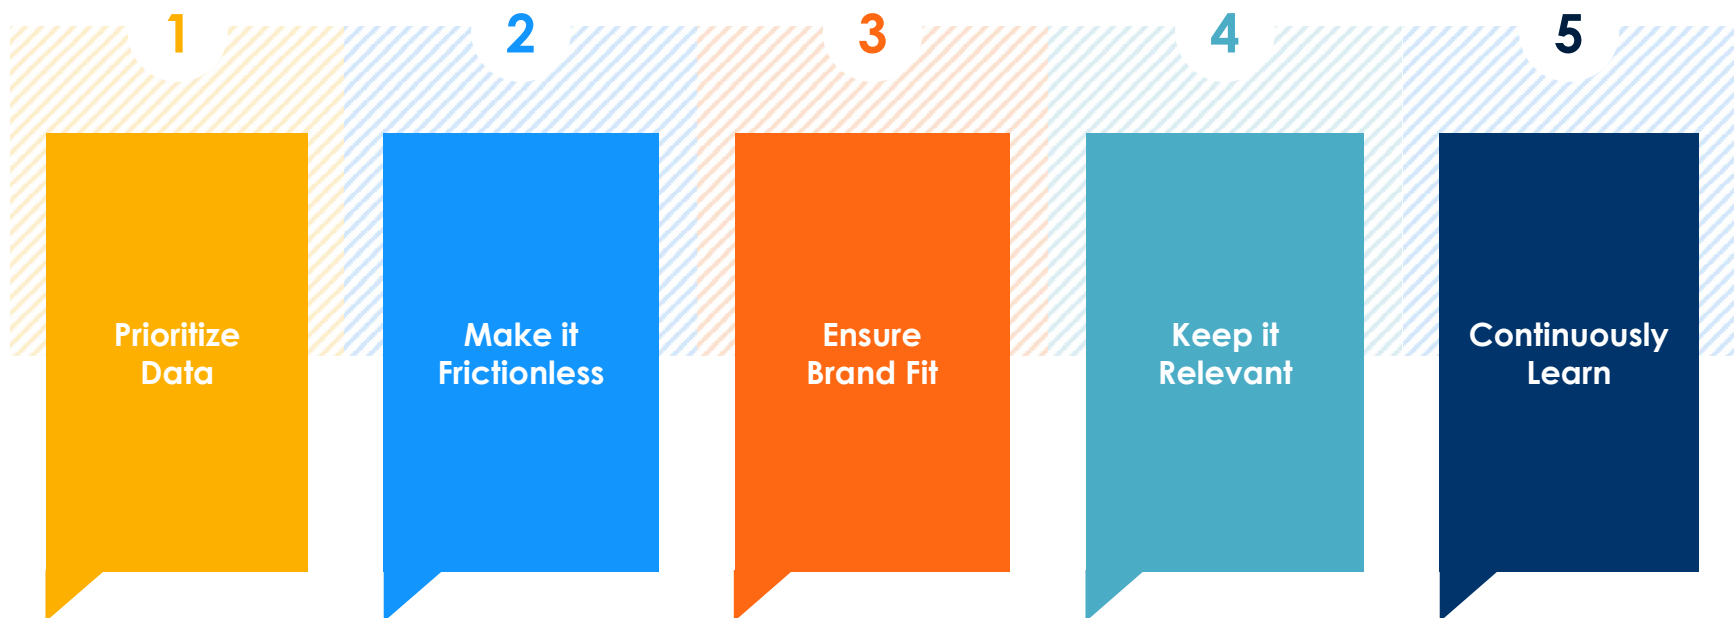 1
Prioritize
Data
2
Make it
Frictionless
3
Ensure
Brand Fit
4
Keep it
Relevant
5
Continuously
Learn